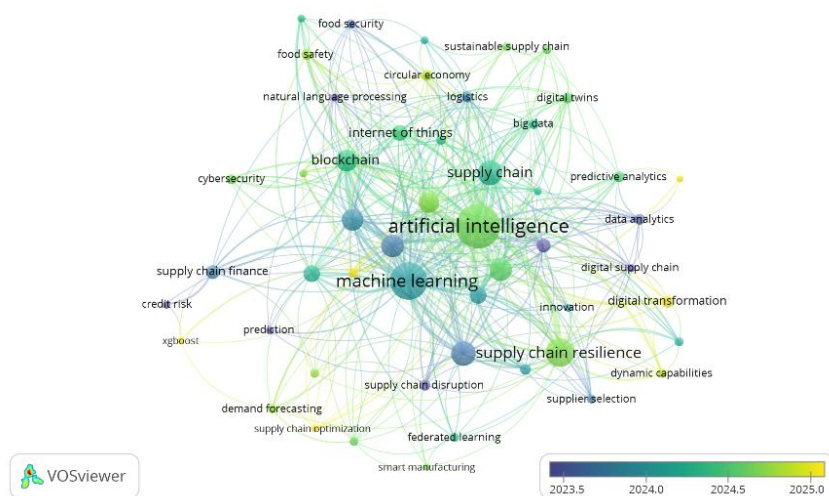 food security
food safety
sustainable supply chain
circular economy
natural language processing
logistics
digital twins
internet of things
big data
blockchain
supply chain
cybersecurity
predictive analytics
artificial intelligence
data analytics
supply chain finance
digital supply chain
machine learning
credit risk
innovation
digital transformation
prediction
xgboost
supply chain resilience
dynamic capabilities
supply chain disruption
supplier selection
demand forecasting
supply chain optimization
federated learning
smart manufacturing
VOSviewer
2023.5 2024.0 2024.5 2025.0